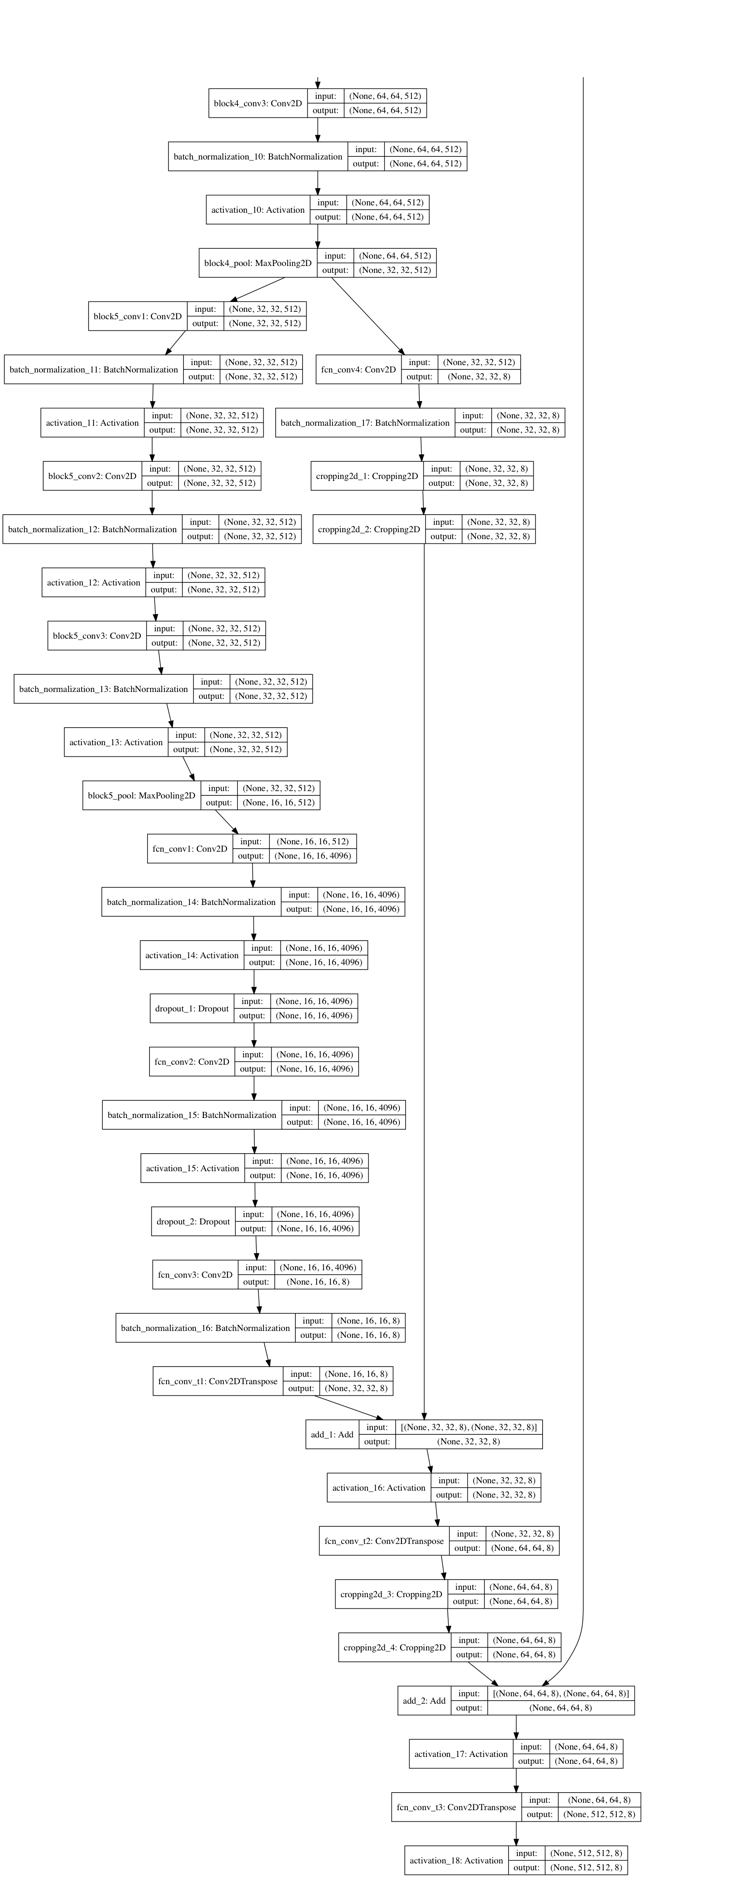 block4_conv3: Conv2D
input: (None, 64, 64, 512)
output: (None, 64, 64, 512)
batch_normalization_10: BatchNormalization
input: (None, 64, 64, 512)
output: (None, 64, 64, 512)
activation_10: Activation
input: (None, 64, 64, 512)
output: (None, 64, 64, 512)
block4_pool: MaxPooling2D
input: (None, 64, 64, 512)
output: (None, 32, 32, 512)
block5_conv1: Conv2D
input: (None, 32, 32, 512)
output: (None, 32, 32, 512)
batch_normalization_11: BatchNormalization
input: (None, 32, 32, 512)
output: (None, 32, 32, 512)
fcn_conv4: Conv2D
input: (None, 32, 32, 512)
output: (None, 32, 32, 8)
activation_11: Activation
input: (None, 32, 32, 512)
output: (None, 32, 32, 512)
batch_normalization_17: BatchNormalization
input: (None, 32, 32, 8)
output: (None, 32, 32, 8)
block5_conv2: Conv2D
input: (None, 32, 32, 512)
output: (None, 32, 32, 512)
cropping2d_1: Cropping2D
input: (None, 32, 32, 8)
output: (None, 32, 32, 8)
batch_normalization_12: BatchNormalization
input: (None, 32, 32, 512)
output: (None, 32, 32, 512)
cropping2d_2: Cropping2D
input: (None, 32, 32, 8)
output: (None, 32, 32, 8)
activation_12: Activation
input: (None, 32, 32, 512)
output: (None, 32, 32, 512)
block5_conv3: Conv2D
input: (None, 32, 32, 512)
output: (None, 32, 32, 512)
batch_normalization_13: BatchNormalization
input: (None, 32, 32, 512)
output: (None, 32, 32, 512)
activation_13: Activation
input: (None, 32, 32, 512)
output: (None, 32, 32, 512)
block5_pool: MaxPooling2D
input: (None, 32, 32, 512)
output: (None, 16, 16, 512)
fcn_conv1: Conv2D
input: (None, 16, 16, 512)
output: (None, 16, 16, 4096)
batch_normalization_14: BatchNormalization
input: (None, 16, 16, 4096)
output: (None, 16, 16, 4096)
activation_14: Activation
input: (None, 16, 16, 4096)
output: (None, 16, 16, 4096)
dropout_1: Dropout
input: (None, 16, 16, 4096)
output: (None, 16, 16, 4096)
fcn_conv2: Conv2D
input: (None, 16, 16, 4096)
output: (None, 16, 16, 4096)
batch_normalization_15: BatchNormalization
input: (None, 16, 16, 4096)
output: (None, 16, 16, 4096)
activation_15: Activation
input: (None, 16, 16, 4096)
output: (None, 16, 16, 4096)
dropout_2: Dropout
input: (None, 16, 16, 4096)
output: (None, 16, 16, 4096)
fcn_conv3: Conv2D
input: (None, 16, 16, 4096)
output: (None, 16, 16, 8)
batch_normalization_16: BatchNormalization
input: (None, 16, 16, 8)
output: (None, 16, 16, 8)
fcn_conv_t1: Conv2DTranspose
input: (None, 16, 16, 8)
output: (None, 32, 32, 8)
add_1: Add
input: [(None, 32, 32, 8), (None, 32, 32, 8)]
output: (None, 32, 32, 8)
activation_16: Activation
input: (None, 32, 32, 8)
output: (None, 32, 32, 8)
fcn_conv_t2: Conv2DTranspose
input: (None, 32, 32, 8)
output: (None, 64, 64, 8)
cropping2d_3: Cropping2D
input: (None, 64, 64, 8)
output: (None, 64, 64, 8)
cropping2d_4: Cropping2D
input: (None, 64, 64, 8)
output: (None, 64, 64, 8)
add_2: Add
input: [(None, 64, 64, 8), (None, 64, 64, 8)]
output: (None, 64, 64, 8)
activation_17: Activation
input: (None, 64, 64, 8)
output: (None, 64, 64, 8)
fcn_conv_t3: Conv2DTranspose
input: (None, 64, 64, 8)
output: (None, 512, 512, 8)
activation_18: Activation
input: (None, 512, 512, 8)
output: (None, 512, 512, 8)